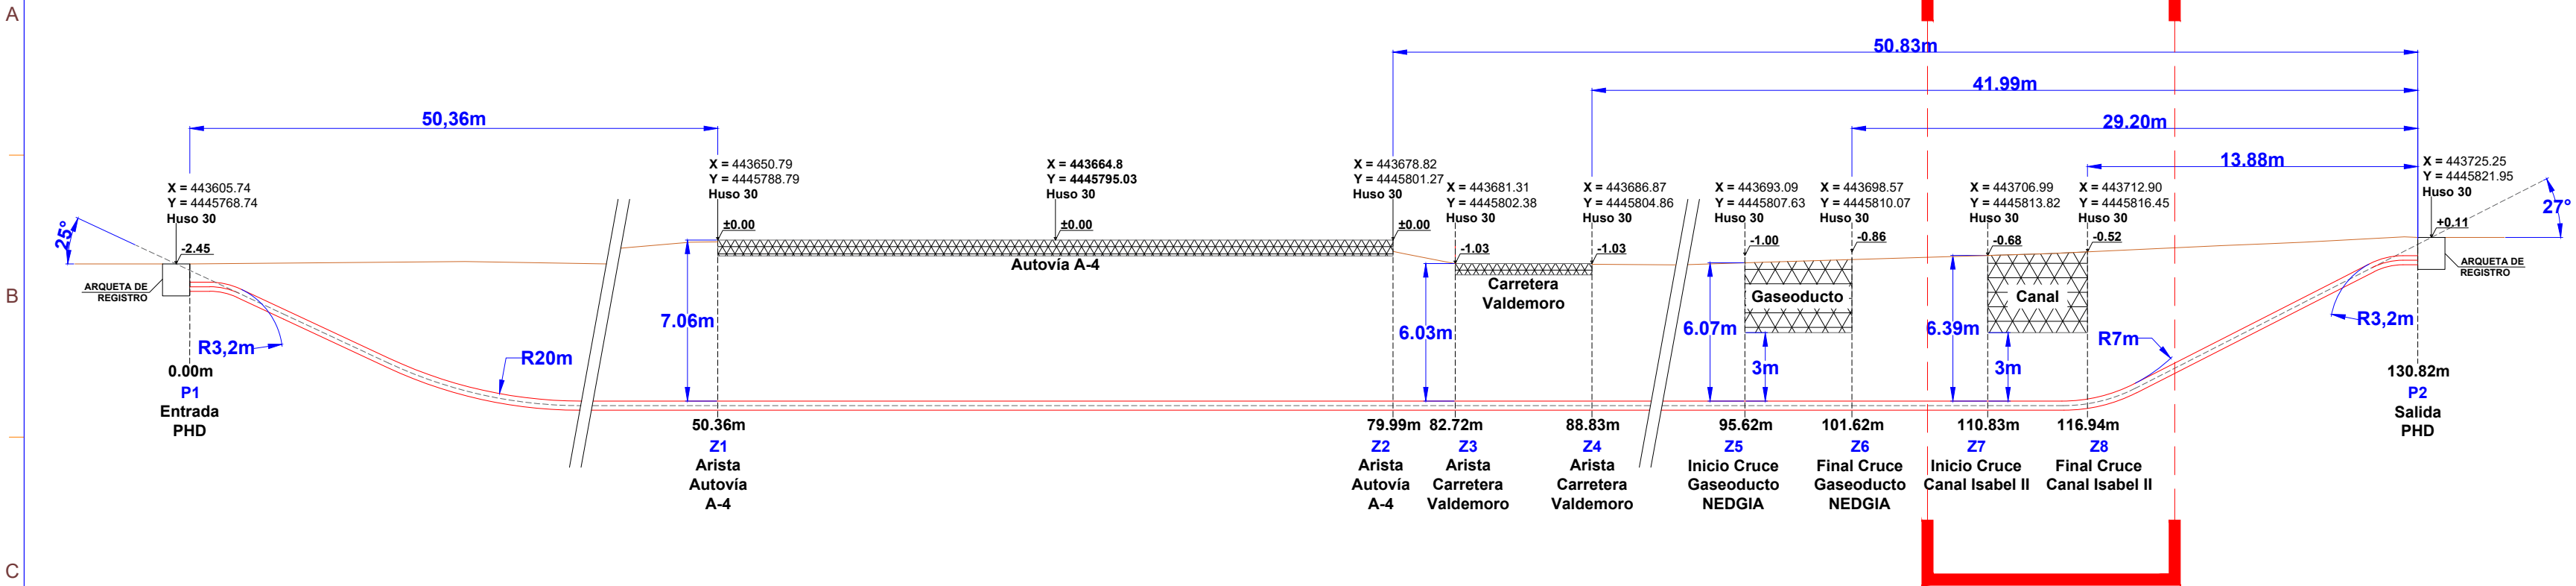 A
B
C
50.83m
41.99m
50,36m
29.20m
13.88m
X = 443605.74
Y = 4445768.74
Huso 30
X = 443650.79
Y = 4445788.79
Huso 30
X = 443664.8
Y = 4445795.03
Huso 30
X = 443678.82
Y = 4445801.27
Huso 30
X = 443681.31
Y = 4445802.38
Huso 30
X = 443686.87
Y = 4445804.86
Huso 30
X = 443693.09
Y = 4445807.63
Huso 30
X = 443698.57
Y = 4445810.07
Huso 30
X = 443706.99
Y = 4445813.82
Huso 30
X = 443712.90
Y = 4445816.45
Huso 30
X = 443725.25
Y = 4445821.95
Huso 30
25°
-2.45
±0.00
±0.00
±0.00
-1.03
-1.03
-1.00
-0.86
-0.68
-0.52
+0.11
27°
ARQUETA DE
REGISTRO
Autovía A-4
Carretera
Valdemoro
Gaseoducto
Canal
ARQUETA DE
REGISTRO
R3,2m
R20m
7.06m
6.03m
6.07m
3m
6.39m
3m
R7m
R3,2m
0.00m
P1
Entrada
PHD
50.36m
Z1
Arista
Autovía
A-4
79.99m
Z2
Arista
Autovía
A-4
82.72m
Z3
Arista
Carretera
Valdemoro
88.83m
Z4
Arista
Carretera
Valdemoro
95.62m
Z5
Inicio Cruce
Gaseoducto
NEDGIA
101.62m
Z6
Final Cruce
Gaseoducto
NEDGIA
110.83m
Z7
Inicio Cruce
Canal Isabel II
116.94m
Z8
Final Cruce
Canal Isabel II
130.82m
P2
Salida
PHD